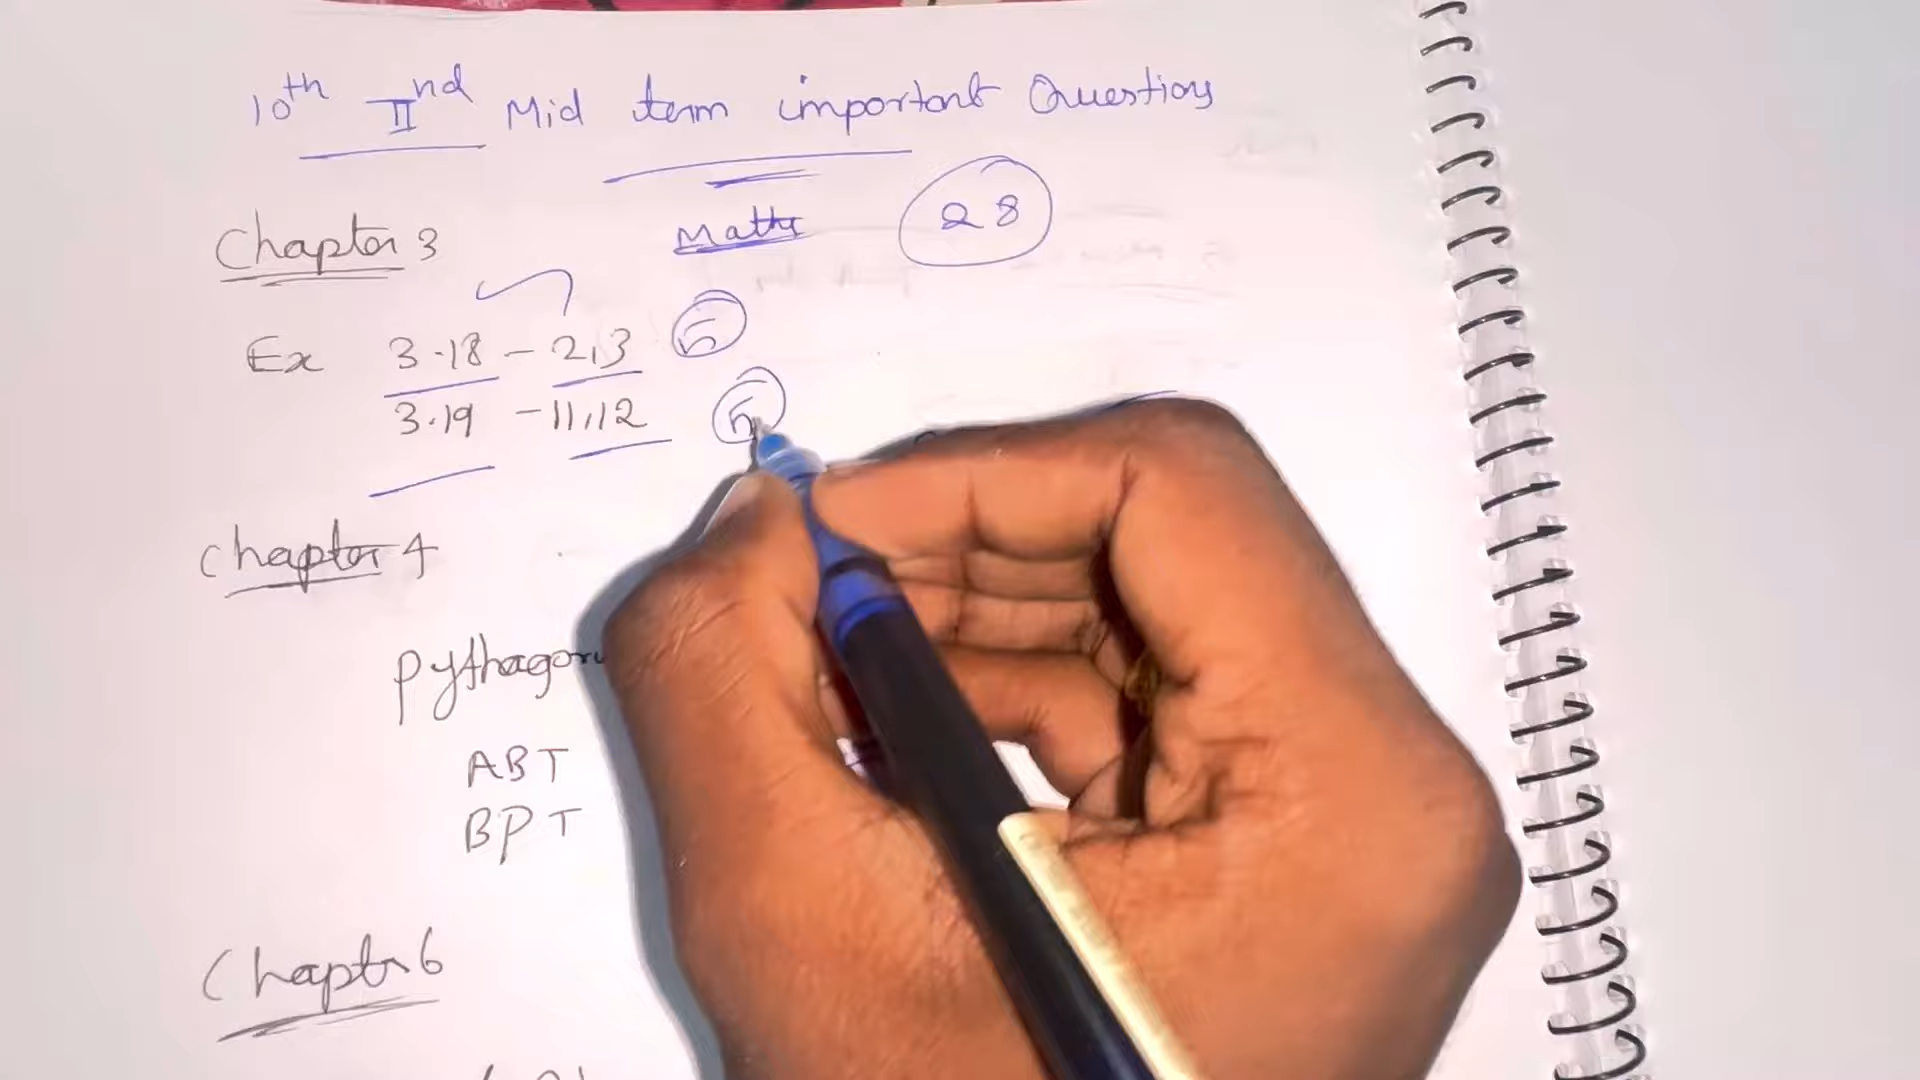 10th IInd Mid term important Questions
Chapter 3 Maths 28
Ex 3.18 - 2,3 5
3.19 - 11,12 5
Chapter 4
pythagoru
ABT
BPT
Chapter 6